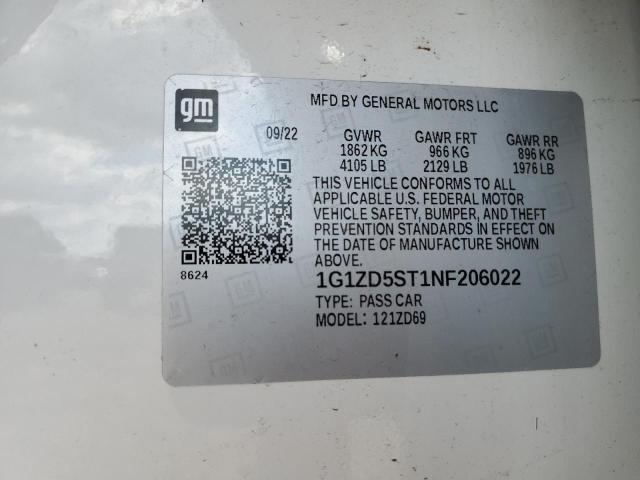 gm
MFD BY GENERAL MOTORS LLC
09/22 GVWR GAWR FRT GAWR RR
1862 KG 966 KG 896 KG
4105 LB 2129 LB 1976 LB
THIS VEHICLE CONFORMS TO ALL
APPLICABLE U.S. FEDERAL MOTOR
VEHICLE SAFETY, BUMPER, AND THEFT
PREVENTION STANDARDS IN EFFECT ON
THE DATE OF MANUFACTURE SHOWN
ABOVE.
8624
1G1ZD5ST1NF206022
TYPE: PASS CAR
MODEL: 121ZD69